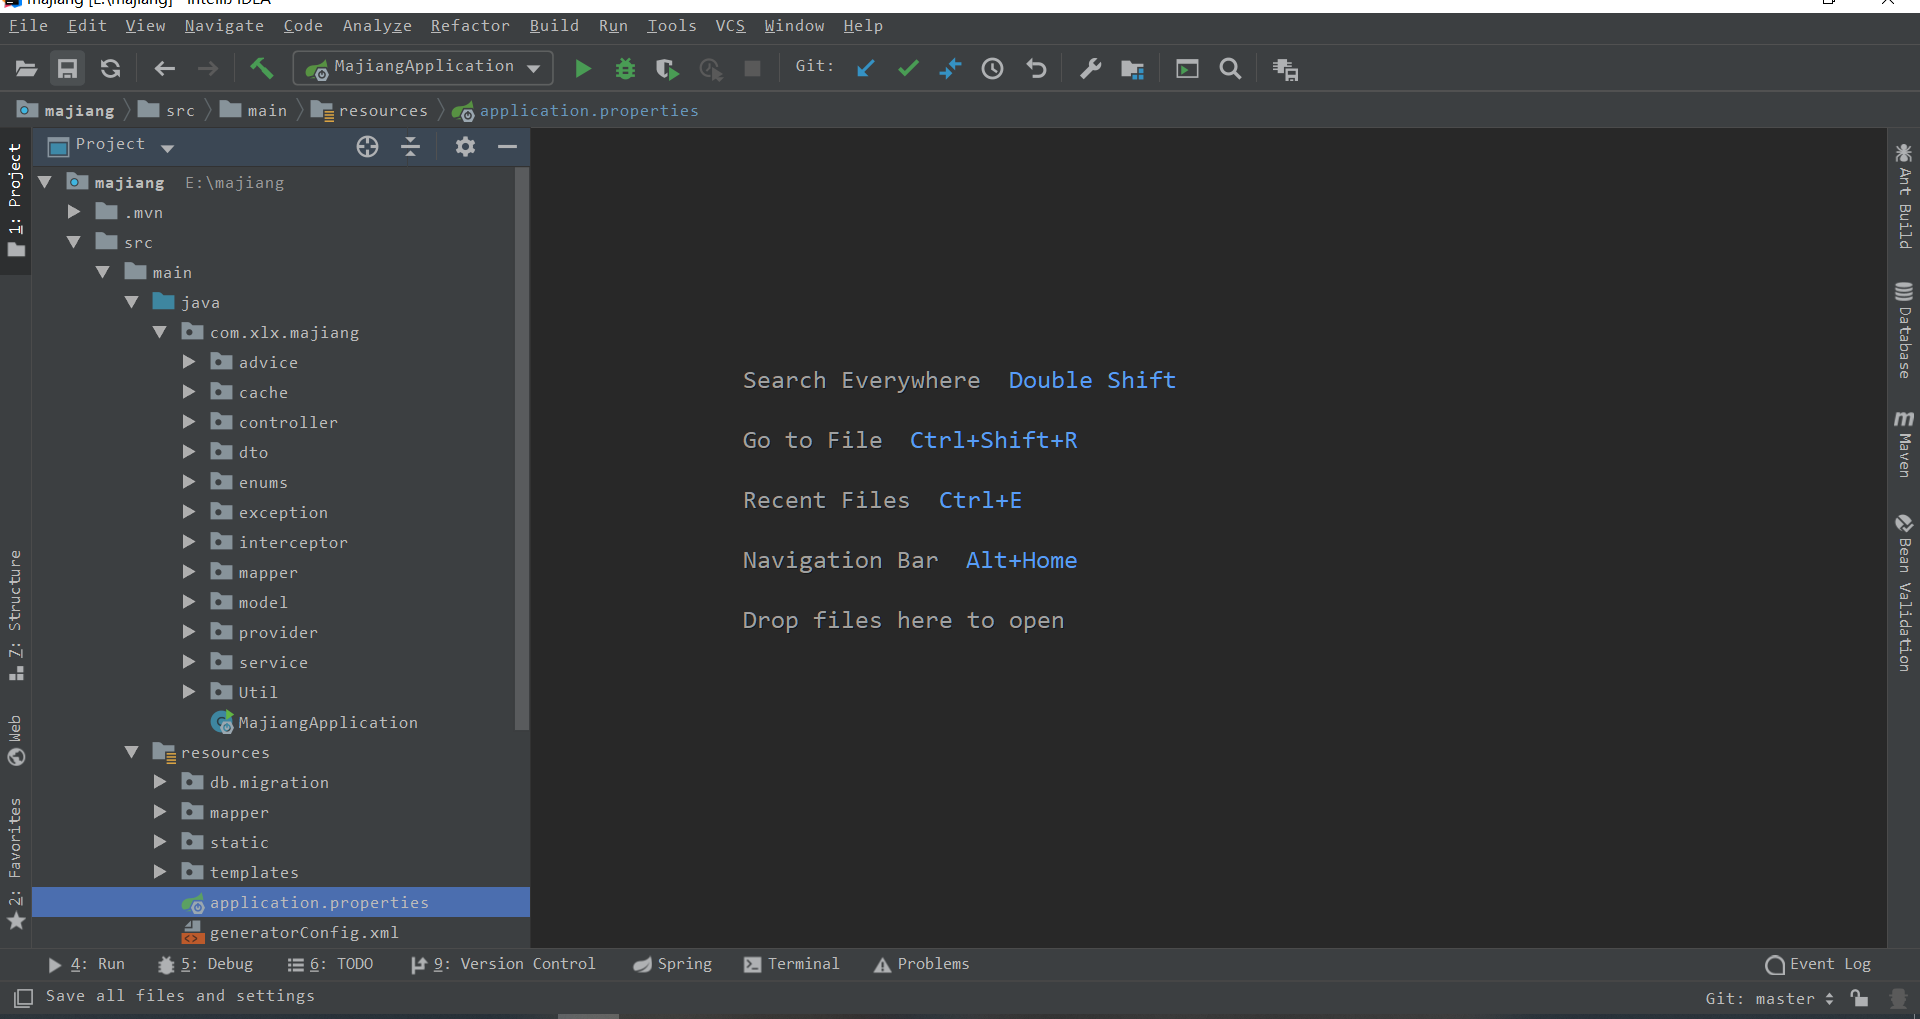 majiang [E:\majiang] - IntelliJ IDEA
File Edit View Navigate Code Analyze Refactor Build Run Tools VCS Window Help
MajiangApplication Git:
majiang src main resources application.properties
Project
majiang E:\majiang
.mvn
src
main
java
com.xlx.majiang
advice
cache
controller
dto
enums
exception
interceptor
mapper
model
provider
service
Util
MajiangApplication
resources
db.migration
mapper
static
templates
application.properties
generatorConfig.xml
1: Project
7: Structure
Web
2: Favorites
Search Everywhere Double Shift
Go to File Ctrl+Shift+R
Recent Files Ctrl+E
Navigation Bar Alt+Home
Drop files here to open
Ant Build
Database
m Maven
Bean Validation
4: Run 5: Debug 6: TODO 9: Version Control Spring Terminal Problems Event Log
Save all files and settings Git: master